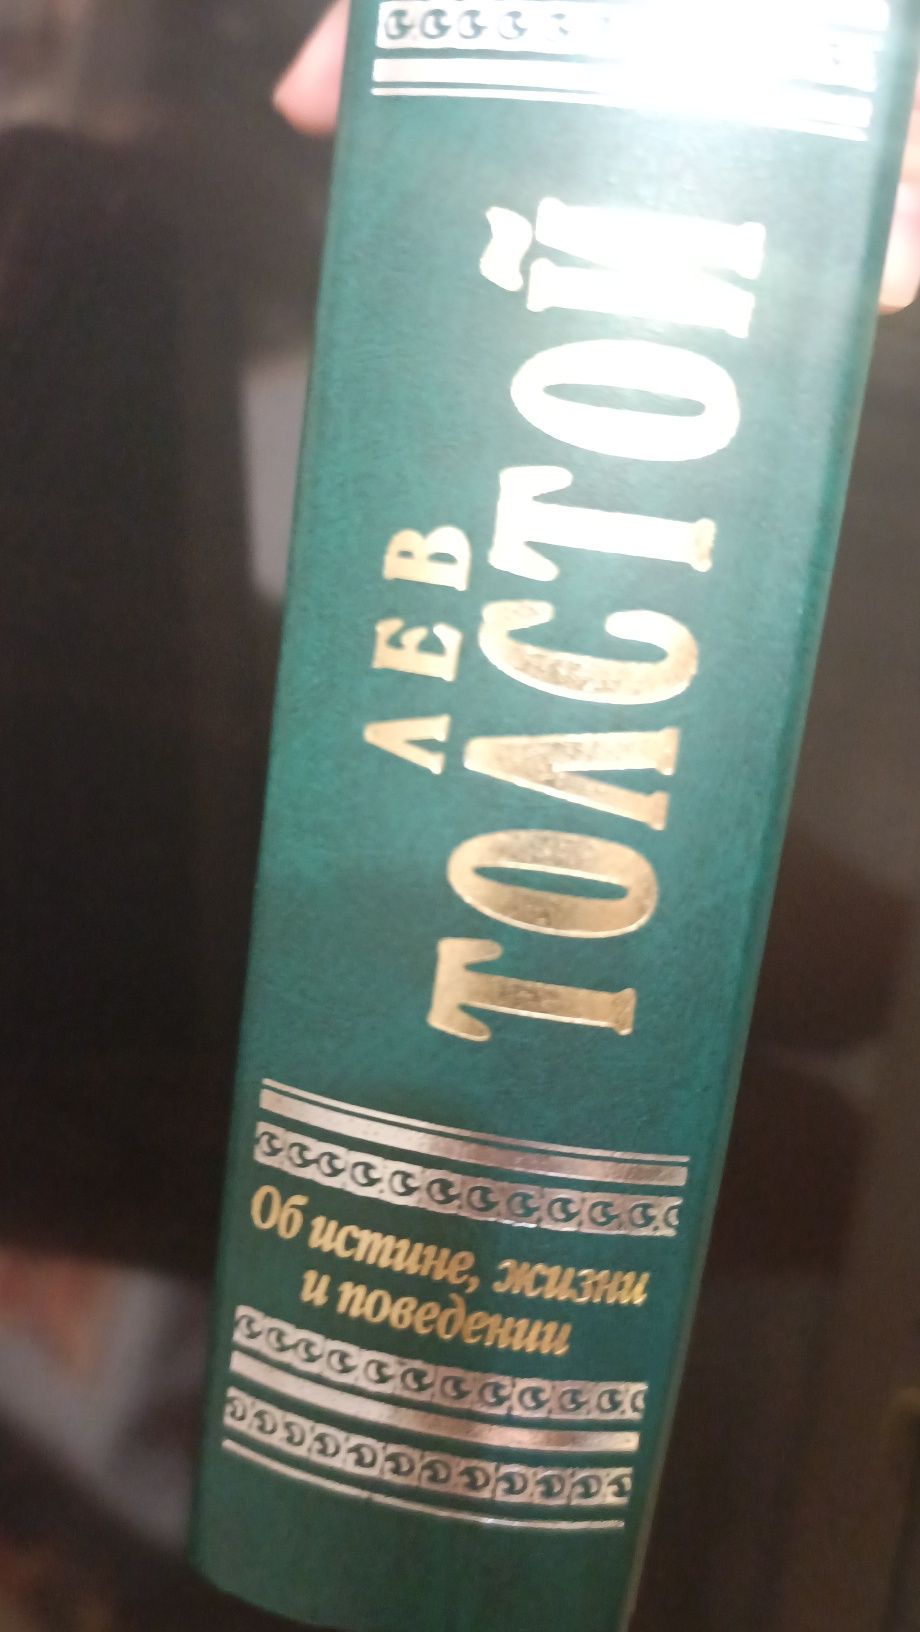 ЛЕВ
ТОЛСТОЙ
Об истине, жизни
и поведении